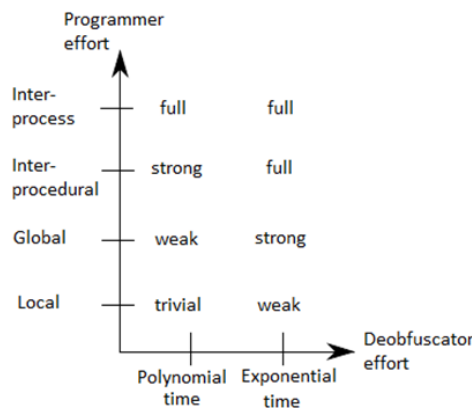 Programmer
effort
Inter-
process
full full
Inter-
procedural
strong full
Global weak strong
Local trivial weak
Deobfuscator
effort
Polynomial
time
Exponential
time